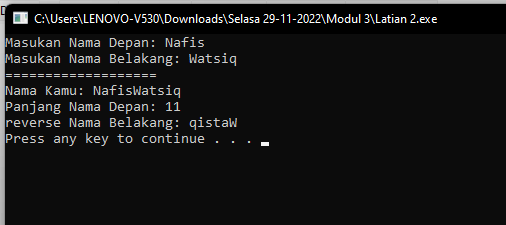 C:\Users\LENOVO-V530\Downloads\Selasa 29-11-2022\Modul 3\Latian 2.exe
Masukan Nama Depan: Nafis
Masukan Nama Belakang: Watsiq
===================
Nama Kamu: NafisWatsiq
Panjang Nama Depan: 11
reverse Nama Belakang: qistaW
Press any key to continue . . .